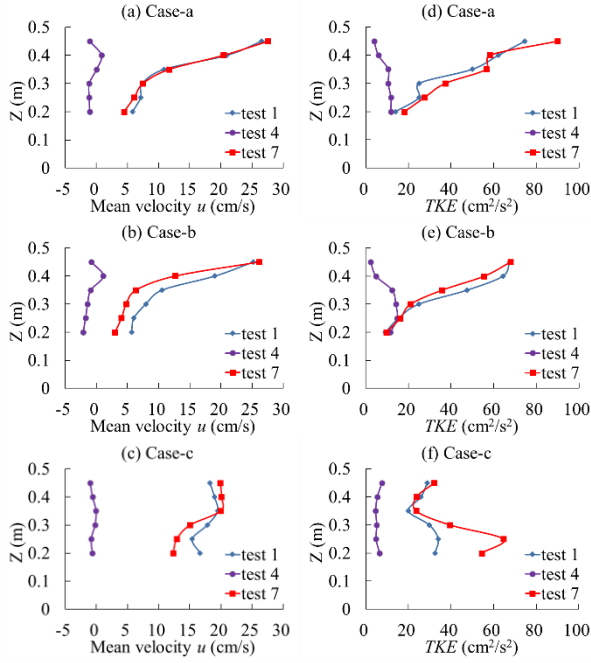 (a) Case-a
Z (m)
0.5
0.4
0.3
0.2
0.1
0
test 1
test 4
test 7
-5 0 5 10 15 20 25 30
Mean velocity u (cm/s)
(d) Case-a
Z (m)
0.5
0.4
0.3
0.2
0.1
0
test 1
test 4
test 7
0 20 40 60 80 100
TKE (cm²/s²)
(b) Case-b
Z (m)
0.5
0.4
0.3
0.2
0.1
0
test 1
test 4
test 7
-5 0 5 10 15 20 25 30
Mean velocity u (cm/s)
(e) Case-b
Z (m)
0.5
0.4
0.3
0.2
0.1
0
test 1
test 4
test 7
0 20 40 60 80 100
TKE (cm²/s²)
(c) Case-c
Z (m)
0.5
0.4
0.3
0.2
0.1
0
test 1
test 4
test 7
-5 0 5 10 15 20 25 30
Mean velocity u (cm/s)
(f) Case-c
Z (m)
0.5
0.4
0.3
0.2
0.1
0
test 1
test 4
test 7
0 20 40 60 80 100
TKE (cm²/s²)